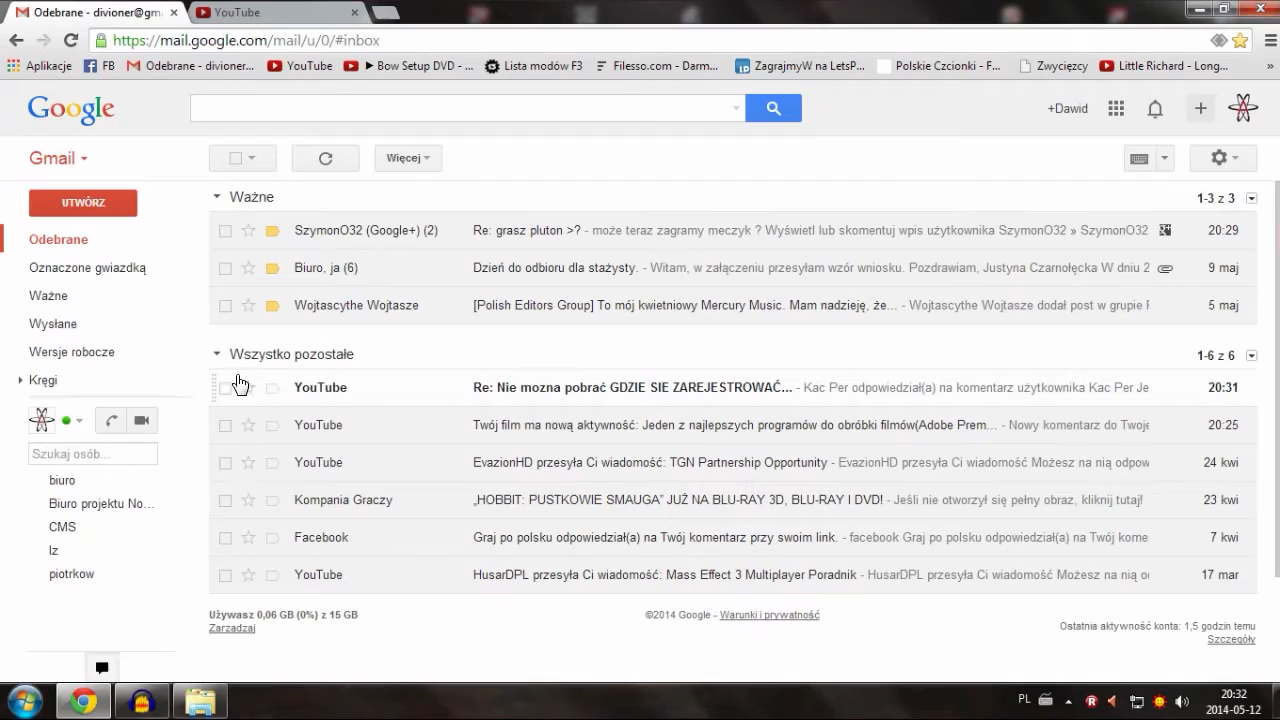 Odebrane - divioner@gm
YouTube
https://mail.google.com/mail/u/0/#inbox
Aplikacje FB Odebrane - divioner... YouTube ► Bow Setup DVD - ... Lista modów F3 Filesso.com - Darm... ZagrajmyW na LetsP... Polskie Czcionki - F... Zwycięzcy Little Richard - Long... »
Google
+Dawid
Gmail
Więcej
UTWÓRZ
Odebrane
Oznaczone gwiazdką
Ważne
Wysłane
Wersje robocze
Kręgi
Szukaj osób...
biuro
Biuro projektu No...
CMS
lz
piotrkow
Ważne 1-3 z 3
SzymonO32 (Google+) (2) Re: grasz pluton >? - może teraz zagramy meczyk ? Wyświetl lub skomentuj wpis użytkownika SzymonO32 » SzymonO32 20:29
Biuro, ja (6) Dzień do odbioru dla stażysty. - Witam, w załączeniu przesyłam wzór wniosku. Pozdrawiam, Justyna Czarnołęcka W dniu 2 9 maj
Wojtascythe Wojtasze [Polish Editors Group] To mój kwietniowy Mercury Music. Mam nadzieję, że... - Wojtascythe Wojtasze dodał post w grupie 5 maj
Wszystko pozostałe 1-6 z 6
YouTube Re: Nie mozna pobrać GDZIE SIE ZAREJESTROWAĆ... - Kac Per odpowiedział(a) na komentarz użytkownika Kac Per Je 20:31
YouTube Twój film ma nową aktywność: Jeden z najlepszych programów do obróbki filmów(Adobe Prem... - Nowy komentarz do Twoje 20:25
YouTube EvazionHD przesyła Ci wiadomość: TGN Partnership Opportunity - EvazionHD przesyła Ci wiadomość Możesz na nią odpow 24 kwi
Kompania Graczy „HOBBIT: PUSTKOWIE SMAUGA” JUŻ NA BLU-RAY 3D, BLU-RAY I DVD! - Jeśli nie otworzył się pełny obraz, kliknij tutaj! 23 kwi
Facebook Graj po polsku odpowiedział(a) na Twój komentarz przy swoim link. - facebook Graj po polsku odpowiedział(a) na Twój kome 7 kwi
YouTube HusarDPL przesyła Ci wiadomość: Mass Effect 3 Multiplayer Poradnik - HusarDPL przesyła Ci wiadomość Możesz na nią o 17 mar
Używasz 0,06 GB (0%) z 15 GB
Zarządzaj
©2014 Google - Warunki i prywatność
Ostatnia aktywność konta: 1,5 godzin temu
Szczegóły
PL
20:32
2014-05-12